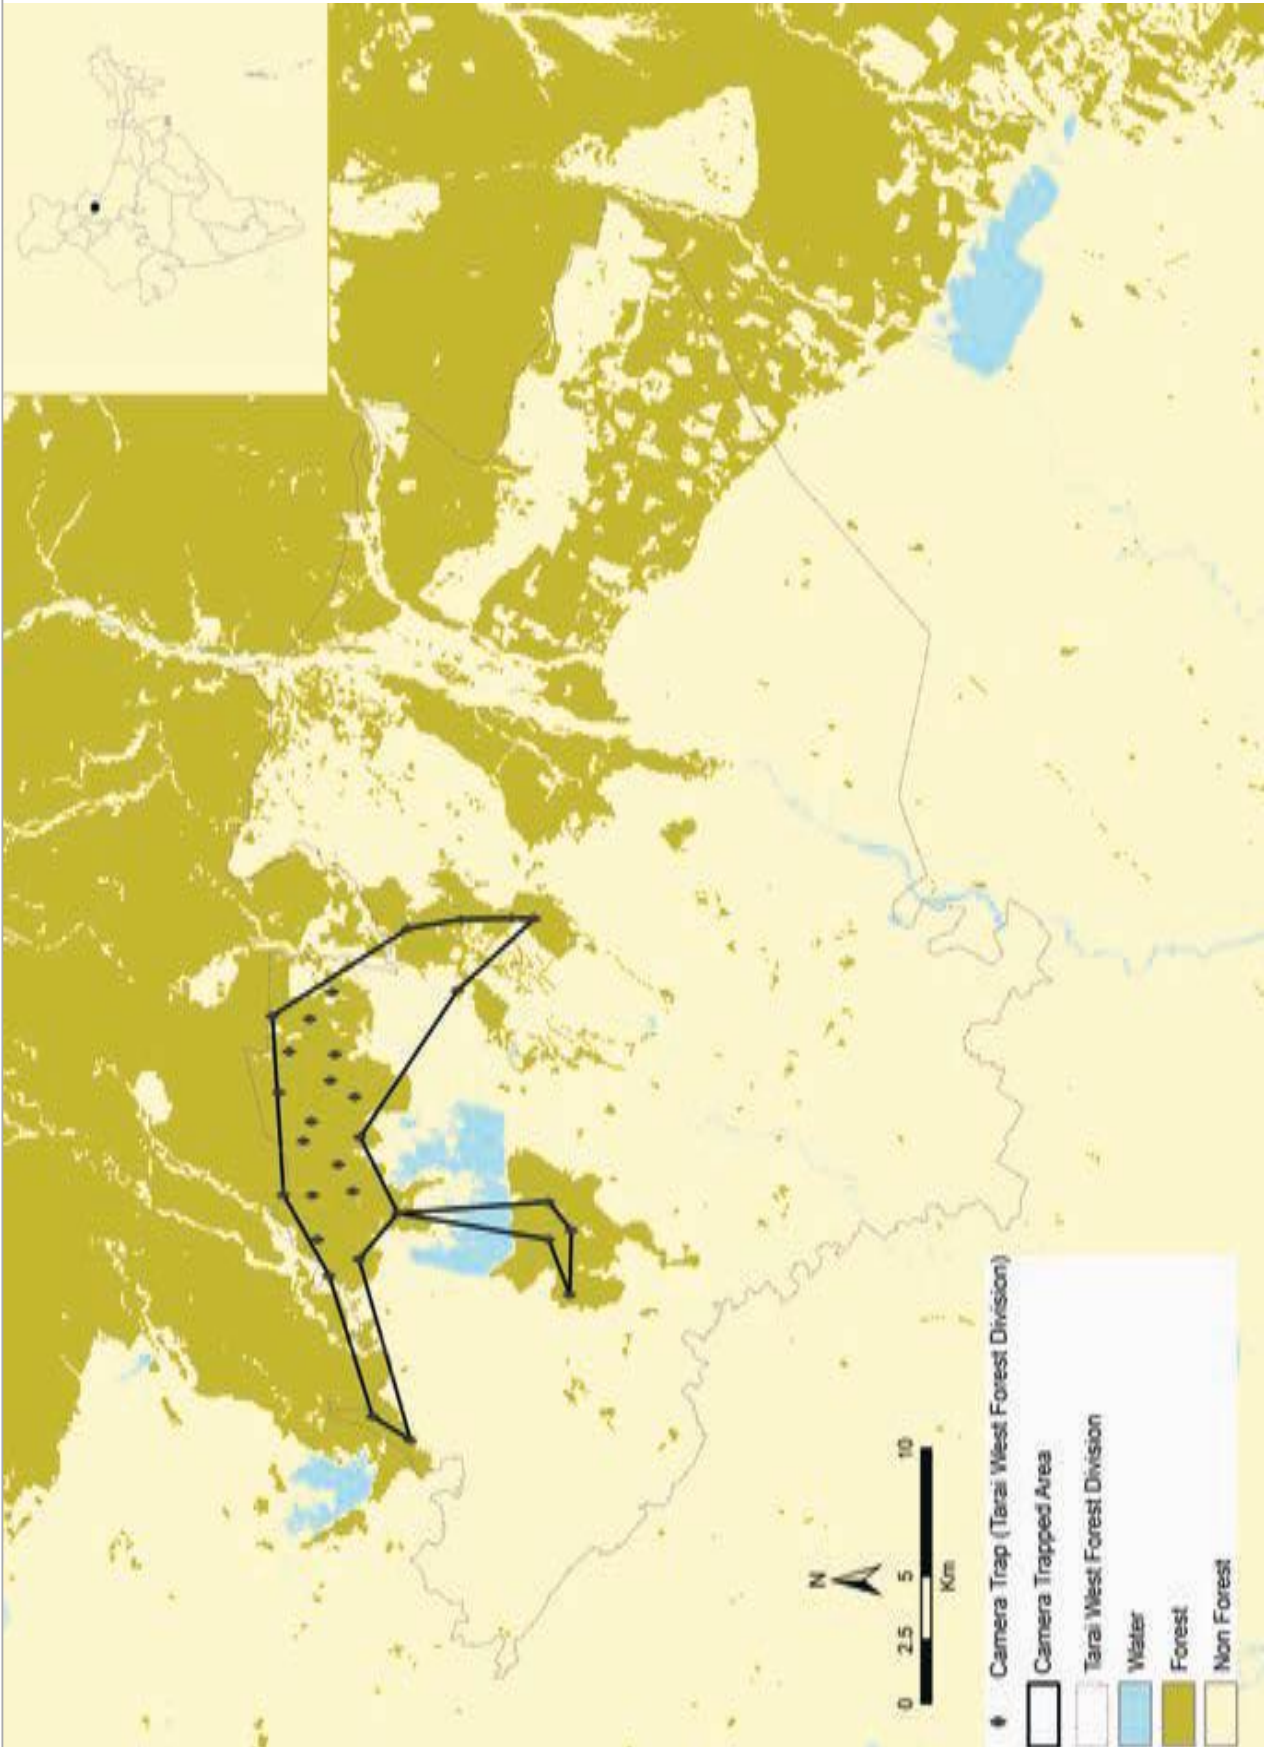 N
0 2.5 5 10
Km
Camera Trap (Tarai West Forest Division)
Camera Trapped Area
Tarai West Forest Division
Water
Forest
Non Forest